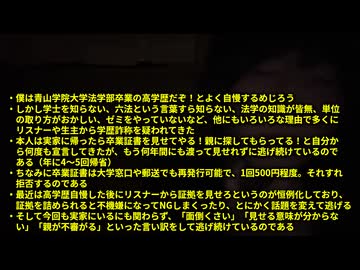 ・僕は青山学院大学法学部卒業の高学歴だぞ！とよく自慢するめじろう
・しかし学士を知らない、六法という言葉すら知らない、法学の知識が皆無、単位
の取り方がおかしい、ゼミをやっていないなど、他にもいろいろな理由で多くに
リスナーや生主から学歴詐称を疑われてきた
・本人は実家に帰ったら卒業証書を見せてやる！親に探してもらってる！と自分か
ら何度も宣言してきたが、もう何年間にも渡って見せれずに逃げ続けているので
ある（年に4～5回帰省）
・ちなみに卒業証書は大学窓口や郵送でも再発行可能で、1回500円程度。それすれ
拒否するのである
・最近は高学歴自慢した後にリスナーから証拠を見せろというのが恒例化しており、
証拠を詰められると不機嫌になってNGしまくったり、とにかく話題を変えて逃げる
・そして今回も実家にいるにも関わらず、「面倒くさい」「見せる意味が分からな
い」「親が不審がる」といった言い訳をして逃げ続けているのである